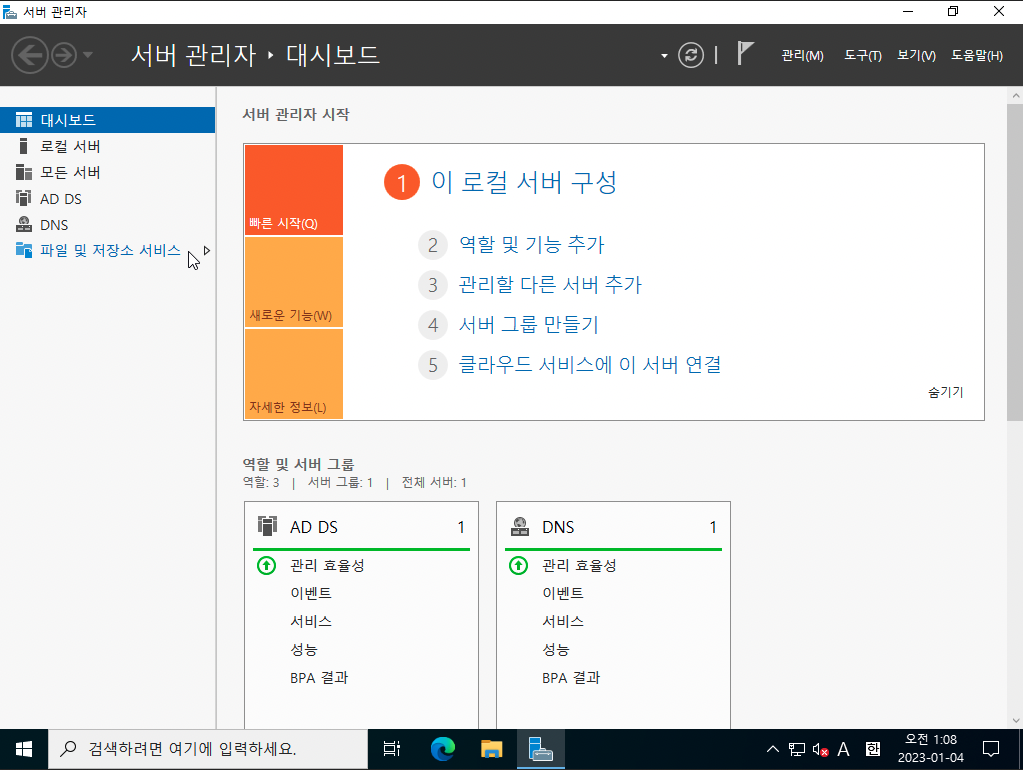 서버 관리자
서버 관리자 ‣ 대시보드
관리(M) 도구(T) 보기(V) 도움말(H)
대시보드
로컬 서버
모든 서버
AD DS
DNS
파일 및 저장소 서비스
서버 관리자 시작
빠른 시작(Q)
새로운 기능(W)
자세한 정보(L)
1 이 로컬 서버 구성
2 역할 및 기능 추가
3 관리할 다른 서버 추가
4 서버 그룹 만들기
5 클라우드 서비스에 이 서버 연결
숨기기
역할 및 서버 그룹
역할: 3 | 서버 그룹: 1 | 전체 서버: 1
AD DS 1
관리 효율성
이벤트
서비스
성능
BPA 결과
DNS 1
관리 효율성
이벤트
서비스
성능
BPA 결과
검색하려면 여기에 입력하세요.
A 한
오전 1:08
2023-01-04